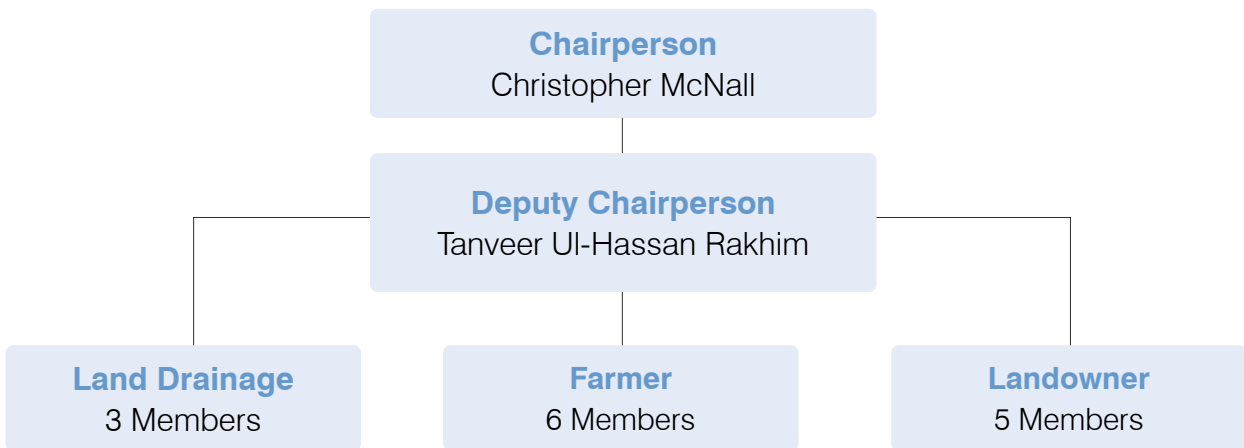 Chairperson
Christopher McNall
Deputy Chairperson
Tanveer Ul-Hassan Rakhim
Land Drainage
3 Members
Farmer
6 Members
Landowner
5 Members